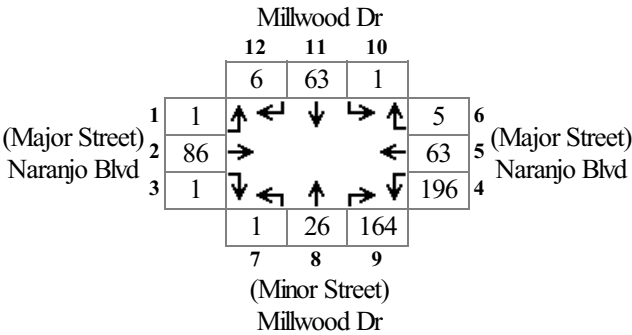 Millwood Dr
12 11 10
6 63 1
1 1 5 6
(Major Street) 2 86 63 5 (Major Street)
Naranjo Blvd Naranjo Blvd
3 1 196 4
1 26 164
7 8 9
(Minor Street)
Millwood Dr